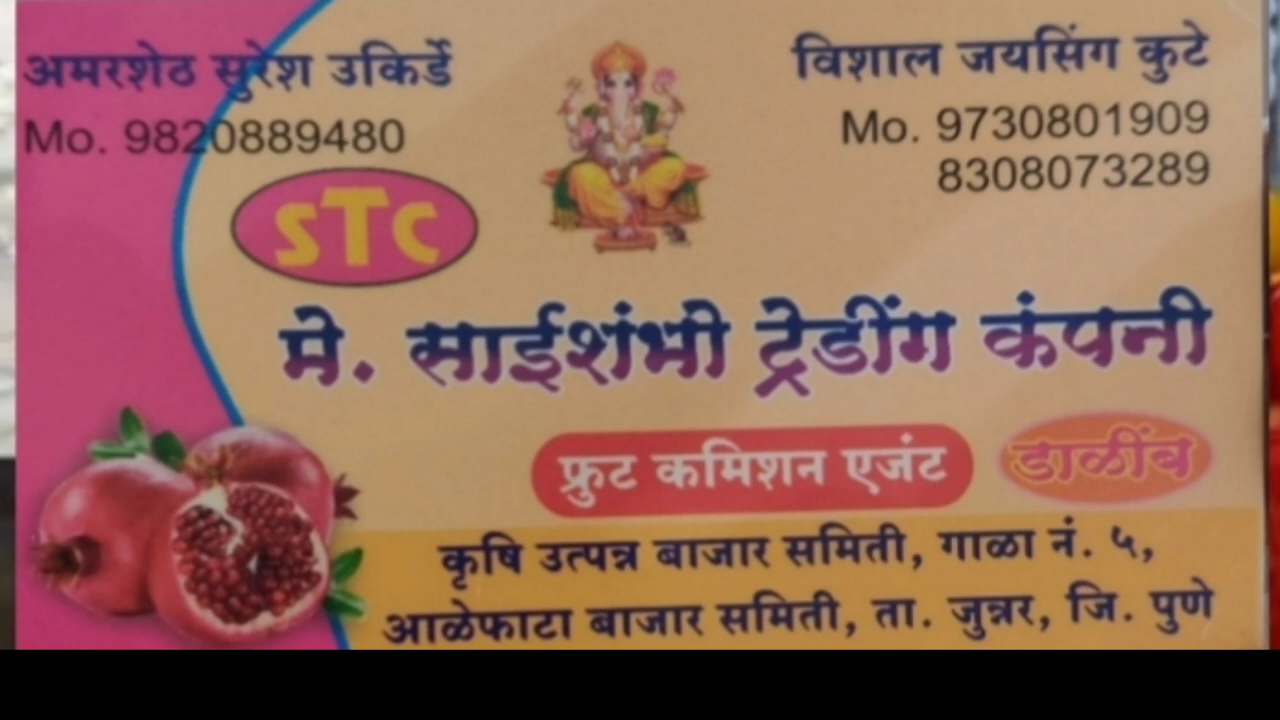 अमरशेठ सुरेश उकिर्डे
Mo. 9820889480
विशाल जयसिंग कुटे
Mo. 9730801909
8308073289
STC
मे. साईशंभो ट्रेडींग कंपनी
फ्रुट कमिशन एजंट
डाळींब
कृषि उत्पन्न बाजार समिती, गाळा नं. ५,
आळेफाटा बाजार समिती, ता. जुन्नर, जि. पुणे